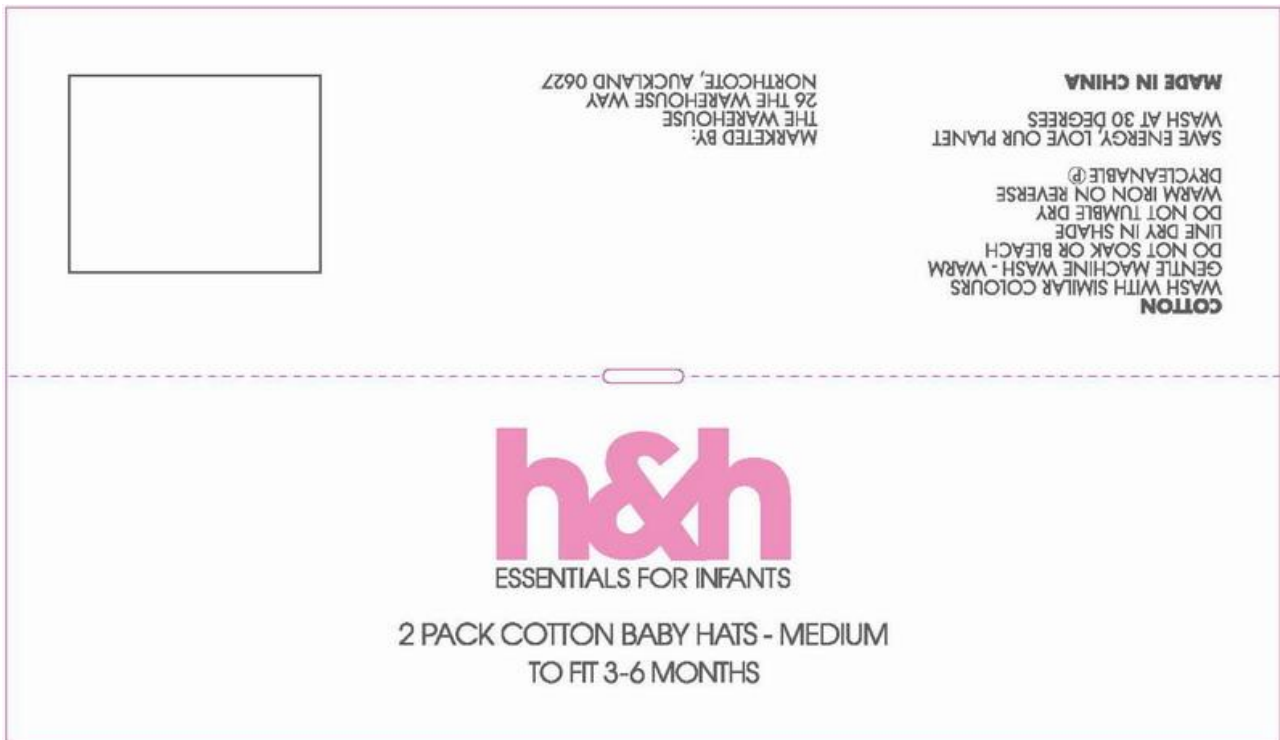 h&h
ESSENTIALS FOR INFANTS
2 PACK COTTON BABY HATS - MEDIUM
TO FIT 3-6 MONTHS
COTTON
WASH WITH SIMILAR COLOURS
GENTLE MACHINE WASH - WARM
DO NOT SOAK OR BLEACH
LINE DRY IN SHADE
DO NOT TUMBLE DRY
WARM IRON ON REVERSE
DRYCLEANABLE Ⓟ
SAVE ENERGY, LOVE OUR PLANET
WASH AT 30 DEGREES
MADE IN CHINA
MARKETED BY:
THE WAREHOUSE
26 THE WAREHOUSE WAY
NORTHCOTE, AUCKLAND 0627